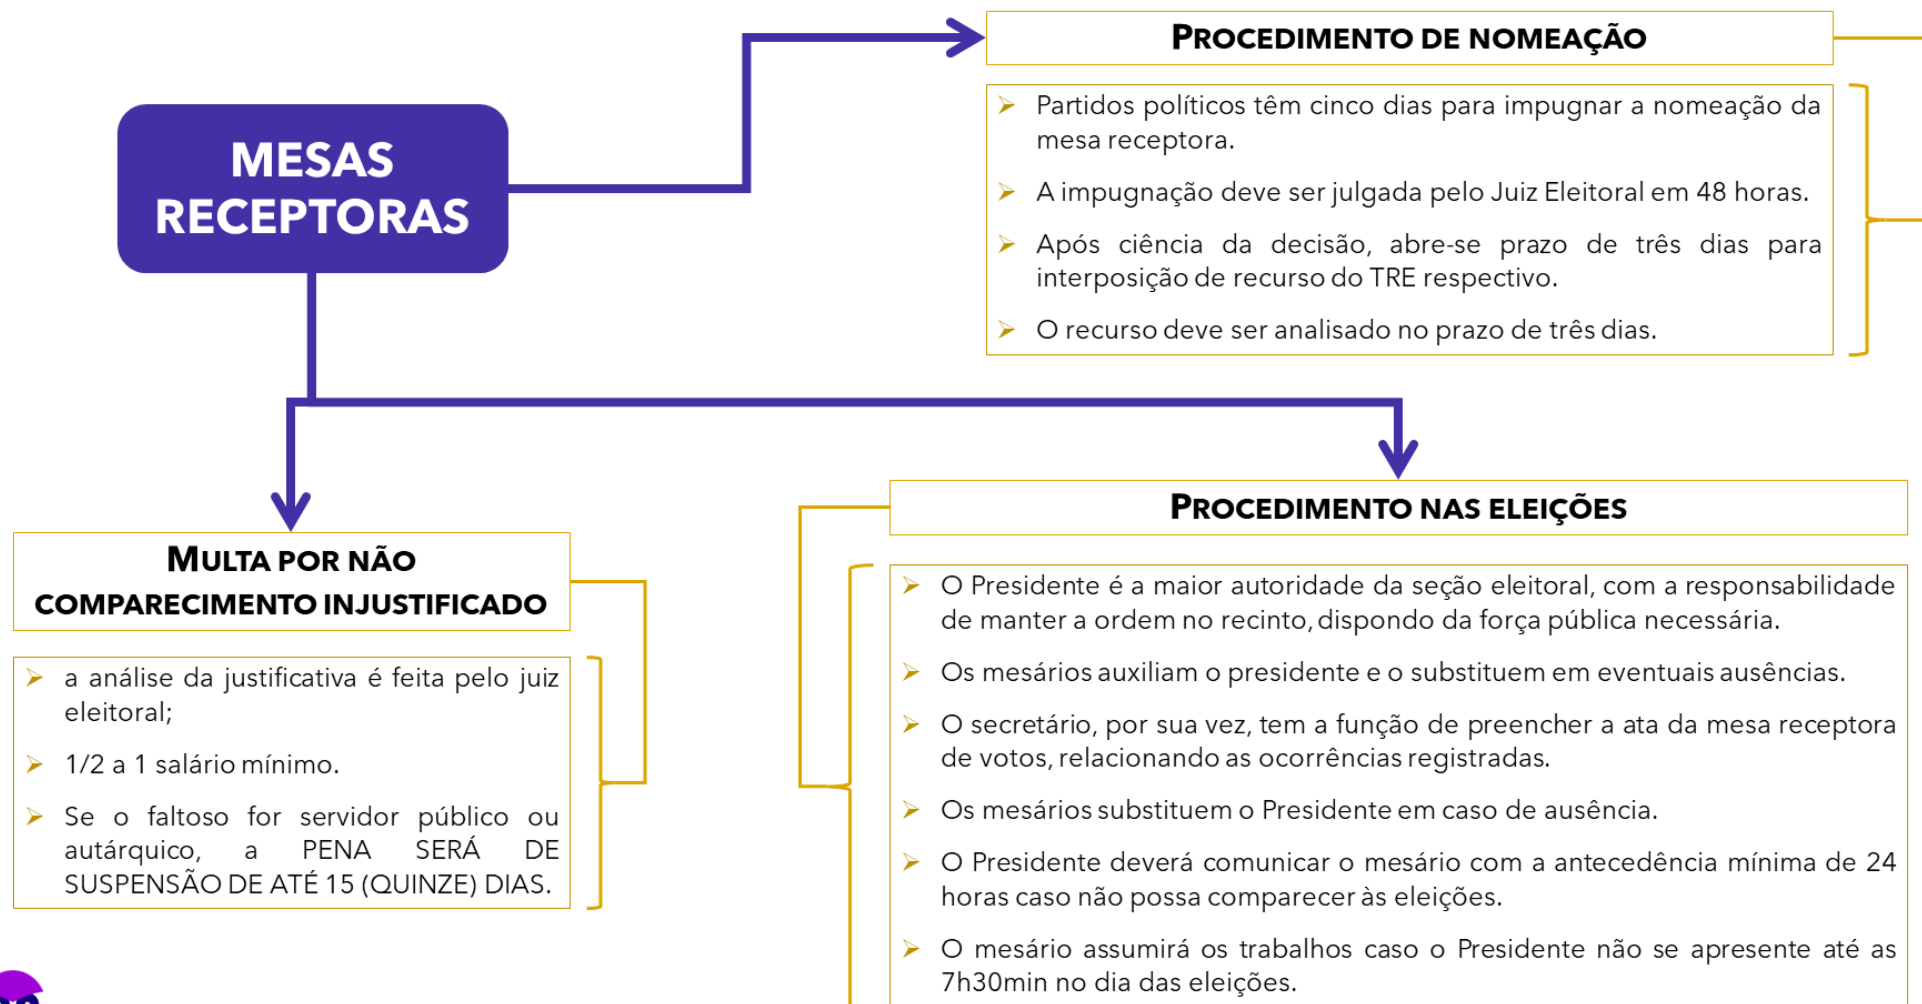 MESAS
RECEPTORAS
PROCEDIMENTO DE NOMEAÇÃO
➢ Partidos políticos têm cinco dias para impugnar a nomeação da
mesa receptora.
➢ A impugnação deve ser julgada pelo Juiz Eleitoral em 48 horas.
➢ Após ciência da decisão, abre-se prazo de três dias para
interposição de recurso do TRE respectivo.
➢ O recurso deve ser analisado no prazo de três dias.
MULTA POR NÃO
COMPARECIMENTO INJUSTIFICADO
➢ a análise da justificativa é feita pelo juiz
eleitoral;
➢ 1/2 a 1 salário mínimo.
➢ Se o faltoso for servidor público ou
autárquico, a PENA SERÁ DE
SUSPENSÃO DE ATÉ 15 (QUINZE) DIAS.
PROCEDIMENTO NAS ELEIÇÕES
➢ O Presidente é a maior autoridade da seção eleitoral, com a responsabilidade
de manter a ordem no recinto, dispondo da força pública necessária.
➢ Os mesários auxiliam o presidente e o substituem em eventuais ausências.
➢ O secretário, por sua vez, tem a função de preencher a ata da mesa receptora
de votos, relacionando as ocorrências registradas.
➢ Os mesários substituem o Presidente em caso de ausência.
➢ O Presidente deverá comunicar o mesário com a antecedência mínima de 24
horas caso não possa comparecer às eleições.
➢ O mesário assumirá os trabalhos caso o Presidente não se apresente até as
7h30min no dia das eleições.